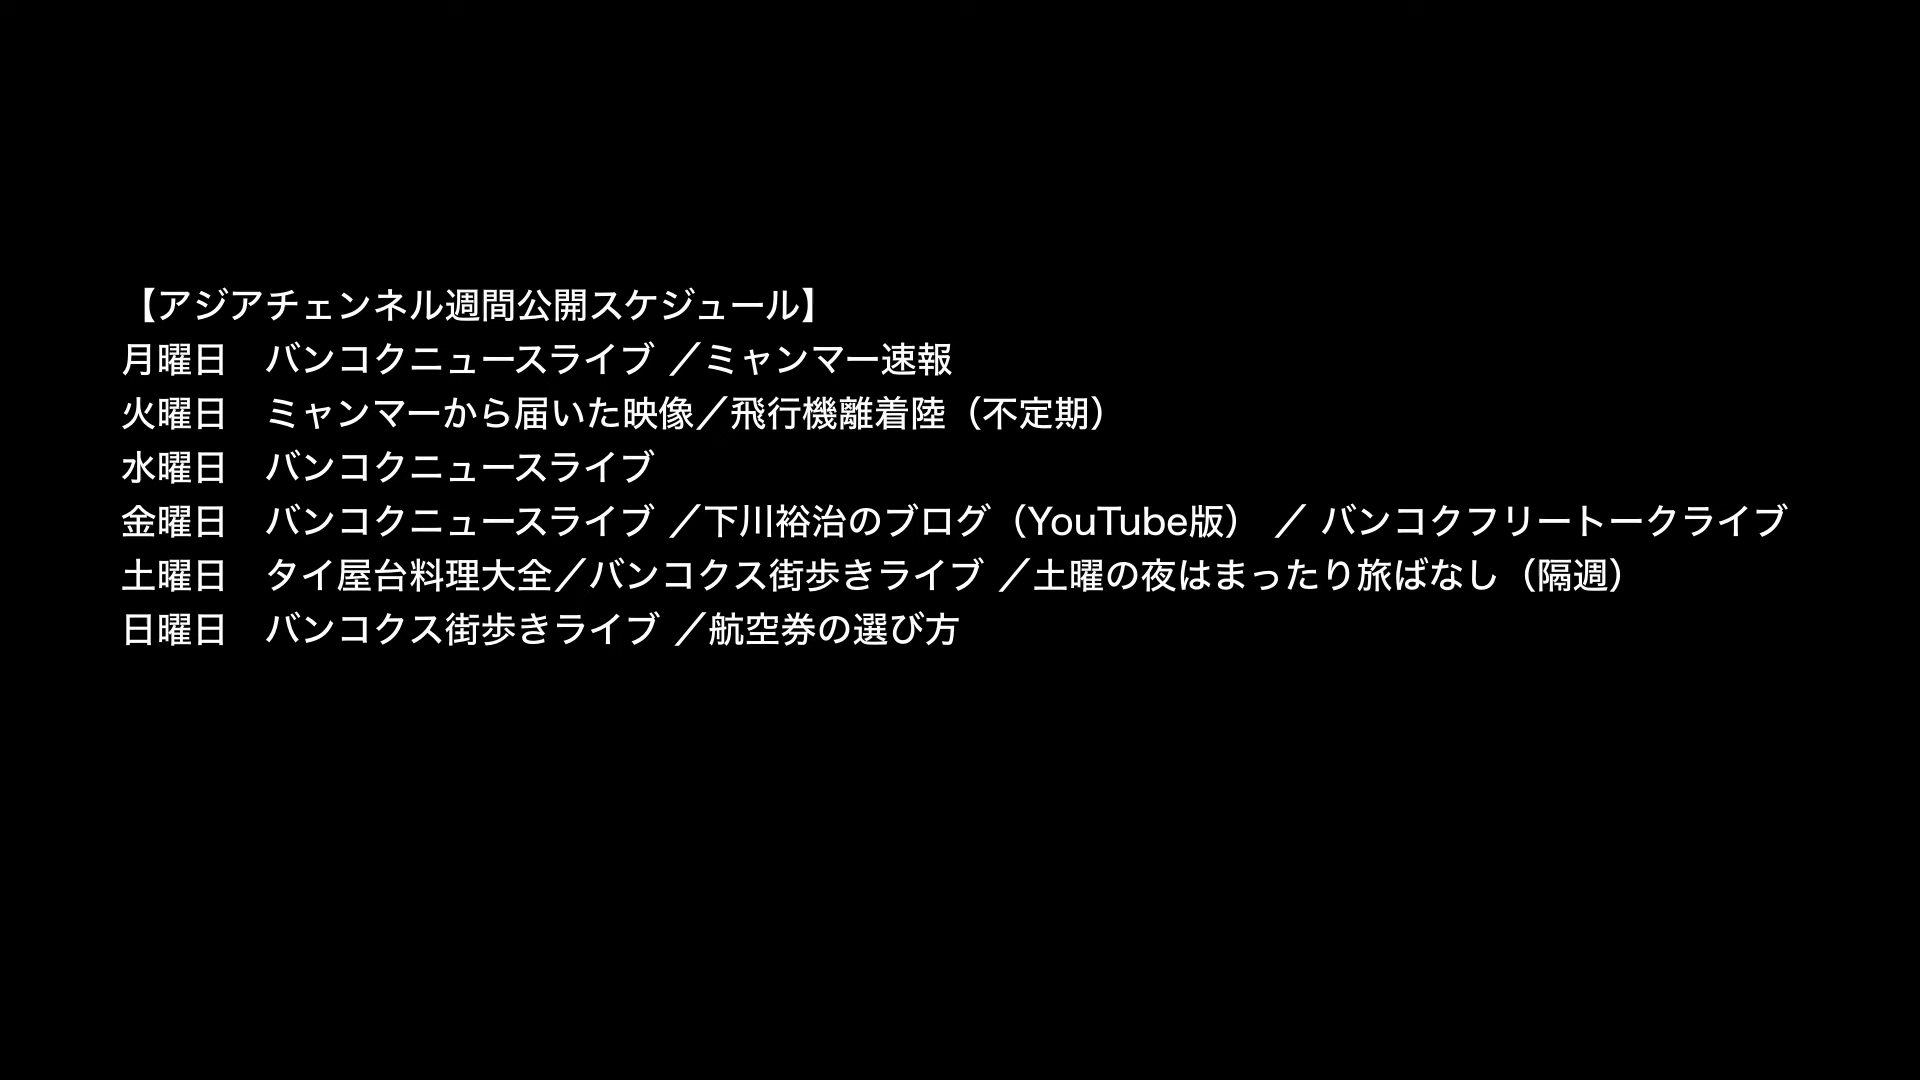 【アジアチェンネル週間公開スケジュール】
月曜日　バンコクニュースライブ ／ミャンマー速報
火曜日　ミャンマーから届いた映像／飛行機離着陸（不定期）
水曜日　バンコクニュースライブ
金曜日　バンコクニュースライブ ／下川裕治のブログ（YouTube版） ／ バンコクフリートークライブ
土曜日　タイ屋台料理大全／バンコクス街歩きライブ ／土曜の夜はまったり旅ばなし（隔週）
日曜日　バンコクス街歩きライブ ／航空券の選び方